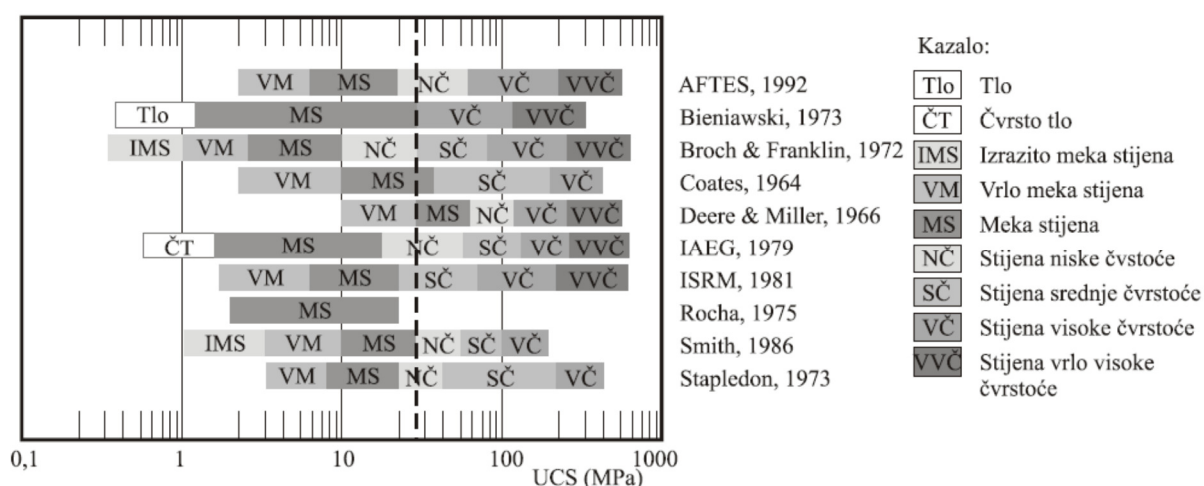 VM MS NČ VČ VVČ
Tlo MS VČ VVČ
IMS VM MS NČ SČ VČ VVČ
VM MS SČ VČ
VM MS NČ VČ VVČ
ČT MS NČ SČ VČ VVČ
VM MS SČ VČ VVČ
MS
IMS VM MS NČ SČ VČ
VM MS NČ SČ VČ
0,1 1 10 100 1000
UCS (MPa)
AFTES, 1992
Bieniawski, 1973
Broch & Franklin, 1972
Coates, 1964
Deere & Miller, 1966
IAEG, 1979
ISRM, 1981
Rocha, 1975
Smith, 1986
Stapledon, 1973
Kazalo:
Tlo Tlo
ČT Čvrsto tlo
IMS Izrazito meka stijena
VM Vrlo meka stijena
MS Meka stijena
NČ Stijena niske čvstoće
SČ Stijena srednje čvrstoće
VČ Stijena visoke čvrstoće
VVČ Stijena vrlo visoke
čvrstoće